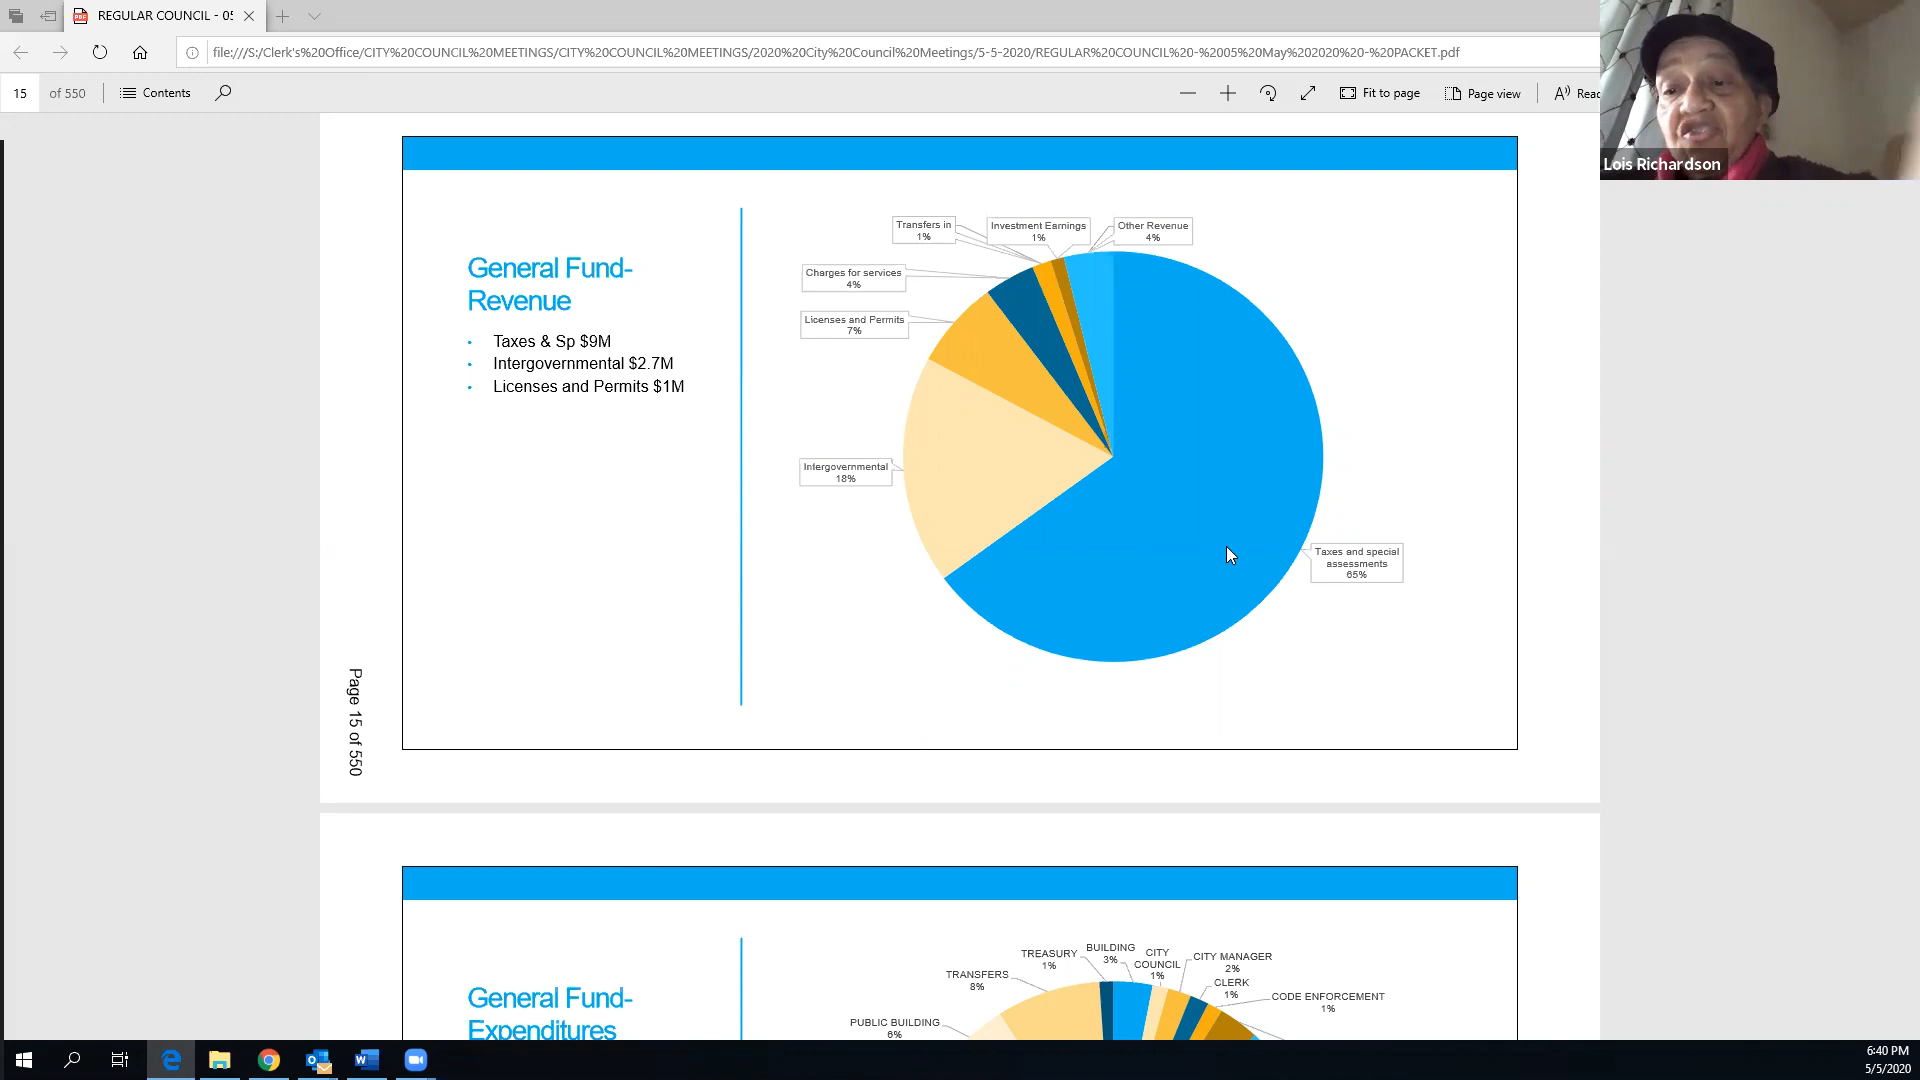 REGULAR COUNCIL - 05
file:///S:/Clerk's%20Office/CITY%20COUNCIL%20MEETINGS/CITY%20COUNCIL%20MEETINGS/2020%20City%20Council%20Meetings/5-5-2020/REGULAR%20COUNCIL%20-%2005%20May%202020%20-%20PACKET.pdf
15 of 550 Contents Fit to page Page view Read
Lois Richardson
General Fund-
Revenue
• Taxes & Sp $9M
• Intergovernmental $2.7M
• Licenses and Permits $1M
Transfers in
1%
Investment Earnings
1%
Other Revenue
4%
Charges for services
4%
Licenses and Permits
7%
Intergovernmental
18%
Taxes and special
assessments
65%
Page 15 of 550
General Fund-
Expenditures
TREASURY
1%
BUILDING
3%
CITY
COUNCIL
1%
CITY MANAGER
2%
CLERK
1%
CODE ENFORCEMENT
1%
TRANSFERS
8%
PUBLIC BUILDING
6%
6:40 PM
5/5/2020